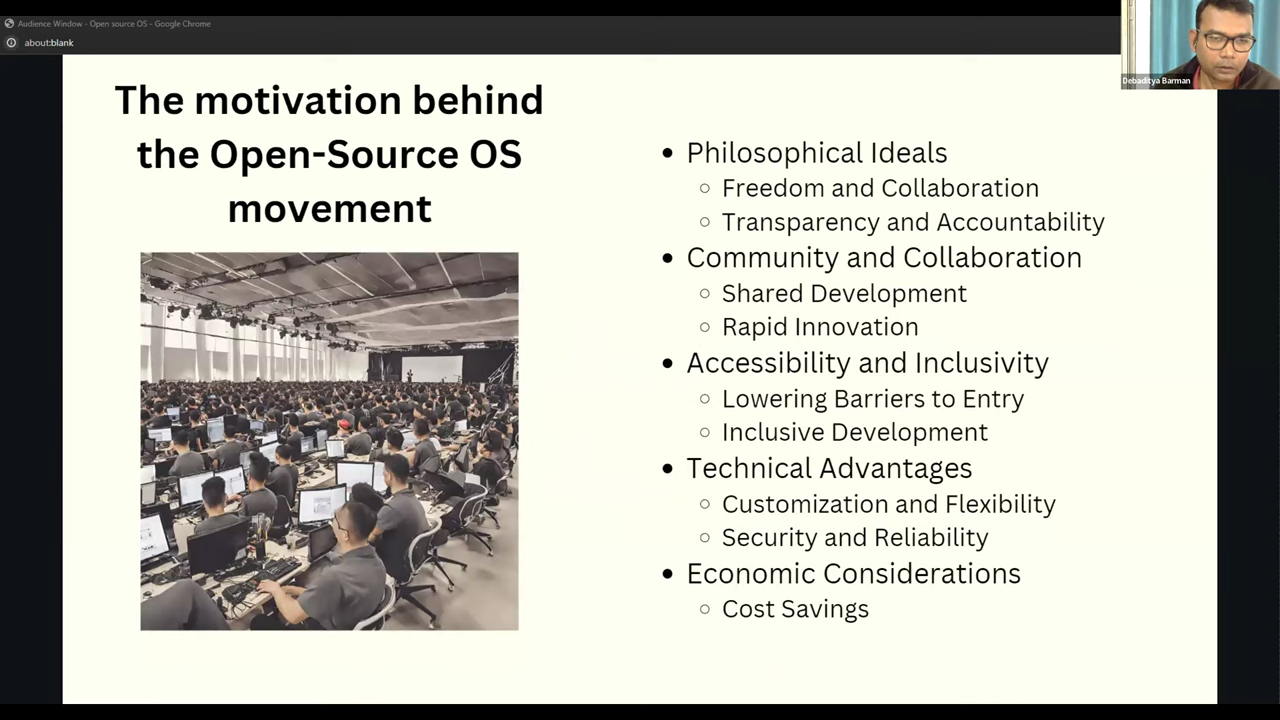 Audience Window - Open source OS - Google Chrome
about:blank
Debaditya Barman
The motivation behind
the Open-Source OS
movement
• Philosophical Ideals
○ Freedom and Collaboration
○ Transparency and Accountability
• Community and Collaboration
○ Shared Development
○ Rapid Innovation
• Accessibility and Inclusivity
○ Lowering Barriers to Entry
○ Inclusive Development
• Technical Advantages
○ Customization and Flexibility
○ Security and Reliability
• Economic Considerations
○ Cost Savings